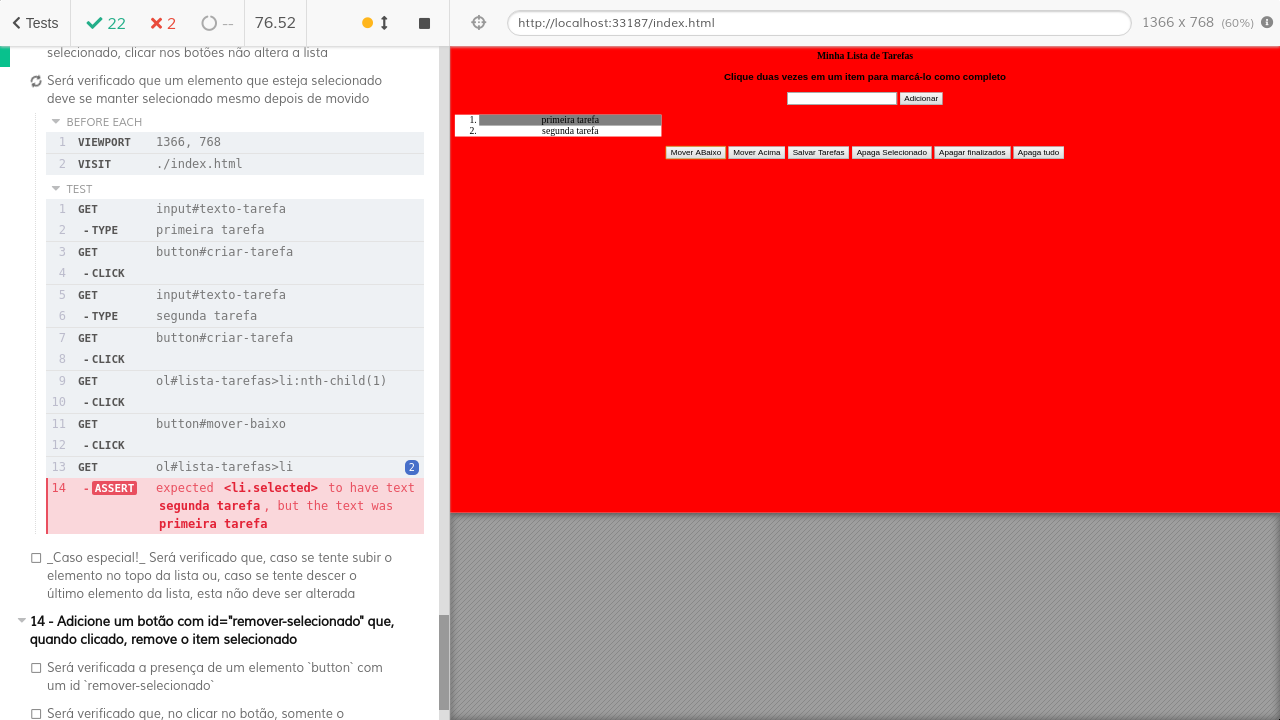 Tests
22
2
--
76.52
http://localhost:33187/index.html
1366 x 768 (60%)
selecionado, clicar nos botões não altera a lista
Será verificado que um elemento que esteja selecionado
deve se manter selecionado mesmo depois de movido
BEFORE EACH
1 VIEWPORT 1366, 768
2 VISIT ./index.html
TEST
1 GET input#texto-tarefa
2 -TYPE primeira tarefa
3 GET button#criar-tarefa
4 -CLICK
5 GET input#texto-tarefa
6 -TYPE segunda tarefa
7 GET button#criar-tarefa
8 -CLICK
9 GET ol#lista-tarefas>li:nth-child(1)
10 -CLICK
11 GET button#mover-baixo
12 -CLICK
13 GET ol#lista-tarefas>li 2
14 -ASSERT expected <li.selected> to have text
segunda tarefa, but the text was
primeira tarefa
_Caso especial!_ Será verificado que, caso se tente subir o
elemento no topo da lista ou, caso se tente descer o
último elemento da lista, esta não deve ser alterada
14 - Adicione um botão com id="remover-selecionado" que,
quando clicado, remove o item selecionado
Será verificada a presença de um elemento `button` com
um id `remover-selecionado`
Será verificado que, no clicar no botão, somente o
Minha Lista de Tarefas
Clique duas vezes em um item para marcá-lo como completo
Adicionar
1. primeira tarefa
2. segunda tarefa
Mover ABaixo Mover Acima Salvar Tarefas Apaga Selecionado Apagar finalizados Apaga tudo